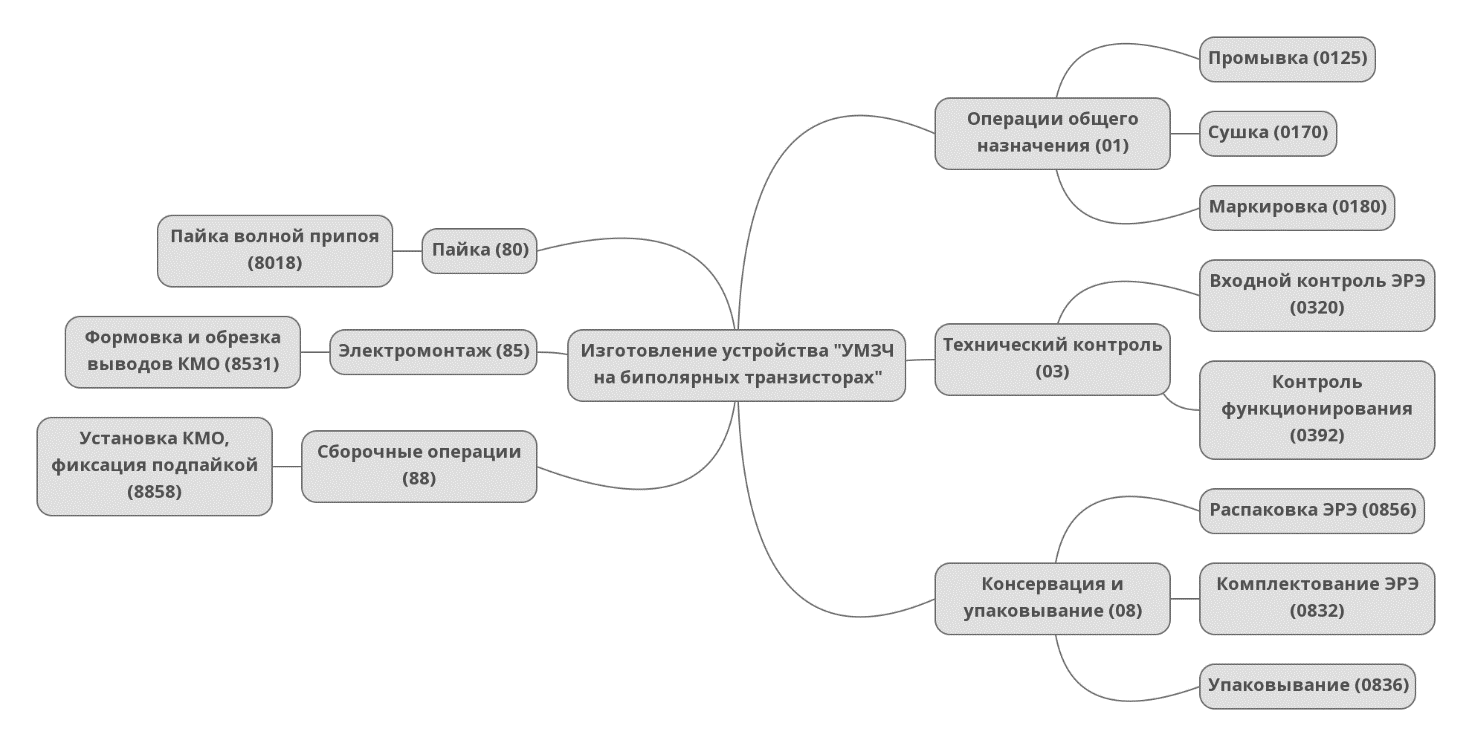 Изготовление устройства "УМЗЧ
на биполярных транзисторах"
Операции общего
назначения (01)
Промывка (0125)
Сушка (0170)
Маркировка (0180)
Технический контроль
(03)
Входной контроль ЭРЭ
(0320)
Контроль
функционирования
(0392)
Консервация и
упаковывание (08)
Распаковка ЭРЭ (0856)
Комплектование ЭРЭ
(0832)
Упаковывание (0836)
Пайка (80)
Пайка волной припоя
(8018)
Электромонтаж (85)
Формовка и обрезка
выводов КМО (8531)
Сборочные операции
(88)
Установка КМО,
фиксация подпайкой
(8858)